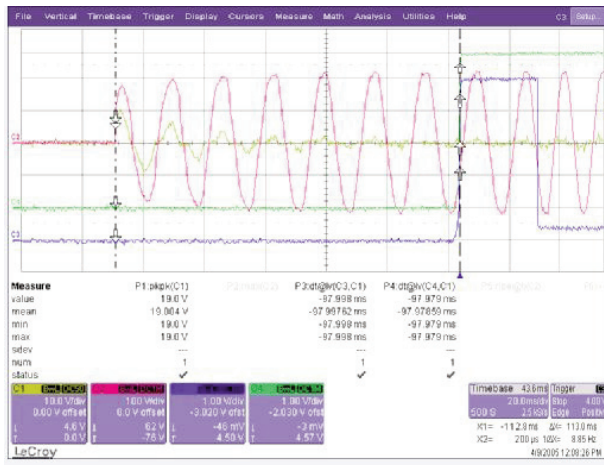 File Vertical Timebase Trigger Display Cursors Measure Math Analysis Utilities Help C3 Setup...
C1
C3
Measure P1:pkpk(C1) P3:dt@lv(C3,C1) P4:dt@lv(C4,C1)
value 19.0 V -97.998 ms -97.979 ms
mean 19.004 V -97.99762 ms -97.97859 ms
min 19.0 V -97.998 ms -97.979 ms
max 19.0 V -97.998 ms -97.979 ms
sdev --- --- ---
num 1 1 1
status
C1 C4
10.0 V/div 100 V/div 1.00 V/div 1.00 V/div
0.00 V ofst 0.0 V offset -3.020 V ofst -2.030 V ofst
4.8 V 62 V -46 mV -3 mV
0.0 V -76 V 4.50 V 4.57 V
Timebase 43.6 ms Trigger
20.0 ms/div Stop 4.00 V
500 S 2.5 kS/s Edge Positive
X1= -112.8 ms ΔX= 113.0 ms
X2= 200 µs 1/ΔX= 8.85 Hz
LeCroy
4/9/2005 12:08:26 PM